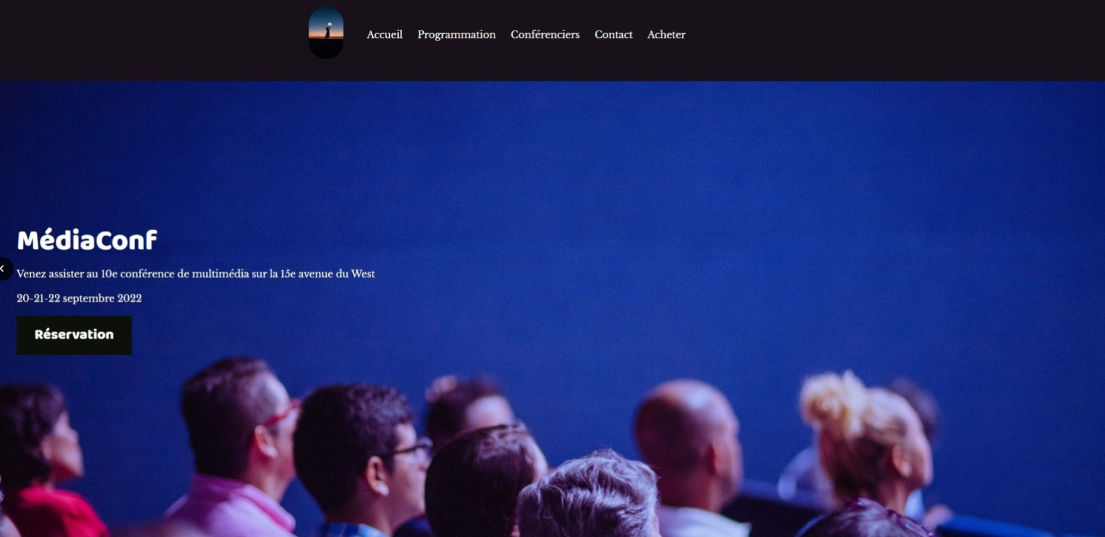 Accueil Programmation Conférenciers Contact Acheter
MédiaConf
Venez assister au 10e conférence de multimédia sur la 15e avenue du West
20-21-22 septembre 2022
Réservation